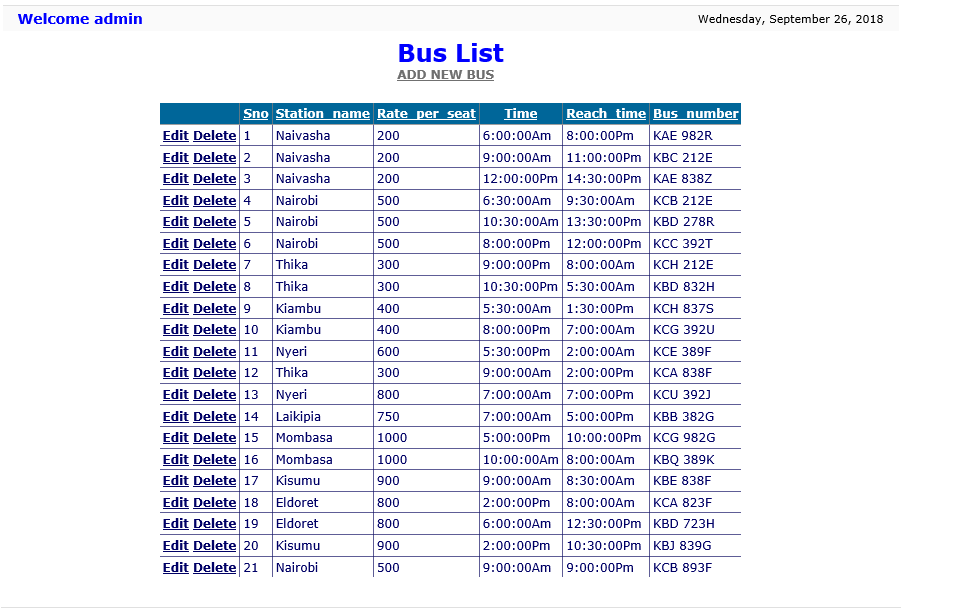 Welcome admin Wednesday, September 26, 2018
Bus List
ADD NEW BUS
Sno Station_name Rate_per_seat Time Reach_time Bus_number
Edit Delete 1 Naivasha 200 6:00:00Am 8:00:00Pm KAE 982R
Edit Delete 2 Naivasha 200 9:00:00Am 11:00:00Pm KBC 212E
Edit Delete 3 Naivasha 200 12:00:00Pm 14:30:00Pm KAE 838Z
Edit Delete 4 Nairobi 500 6:30:00Am 9:30:00Am KCB 212E
Edit Delete 5 Nairobi 500 10:30:00Am 13:30:00Pm KBD 278R
Edit Delete 6 Nairobi 500 8:00:00Pm 12:00:00Pm KCC 392T
Edit Delete 7 Thika 300 9:00:00Pm 8:00:00Am KCH 212E
Edit Delete 8 Thika 300 10:30:00Pm 5:30:00Am KBD 832H
Edit Delete 9 Kiambu 400 5:30:00Am 1:30:00Pm KCH 837S
Edit Delete 10 Kiambu 400 8:00:00Pm 7:00:00Am KCG 392U
Edit Delete 11 Nyeri 600 5:30:00Pm 2:00:00Am KCE 389F
Edit Delete 12 Thika 300 9:00:00Am 2:00:00Pm KCA 838F
Edit Delete 13 Nyeri 800 7:00:00Am 7:00:00Pm KCU 392J
Edit Delete 14 Laikipia 750 7:00:00Am 5:00:00Pm KBB 382G
Edit Delete 15 Mombasa 1000 5:00:00Pm 10:00:00Pm KCG 982G
Edit Delete 16 Mombasa 1000 10:00:00Am 8:00:00Am KBQ 389K
Edit Delete 17 Kisumu 900 9:00:00Am 8:30:00Am KBE 838F
Edit Delete 18 Eldoret 800 2:00:00Pm 8:00:00Am KCA 823F
Edit Delete 19 Eldoret 800 6:00:00Am 12:30:00Pm KBD 723H
Edit Delete 20 Kisumu 900 2:00:00Pm 10:30:00Pm KBJ 839G
Edit Delete 21 Nairobi 500 9:00:00Am 9:00:00Pm KCB 893F